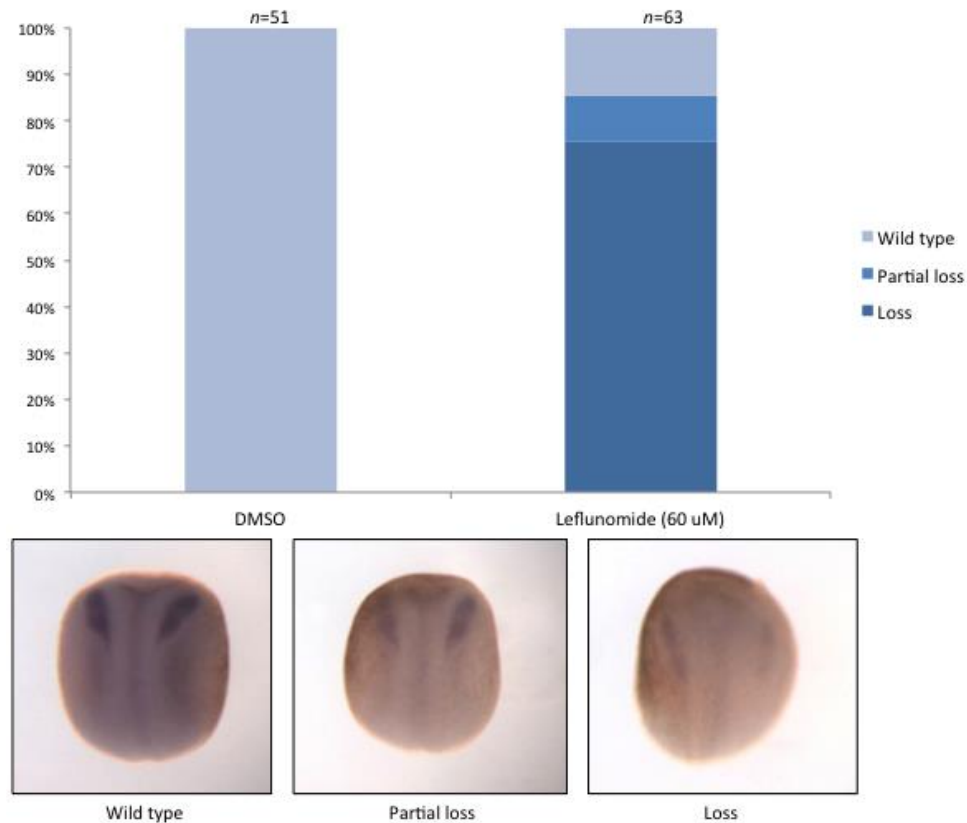 n=51
n=63
100%
90%
80%
70%
60%
50%
40%
30%
20%
10%
0%
Wild type
Partial loss
Loss
DMSO
Leflunomide (60 uM)
Wild type
Partial loss
Loss